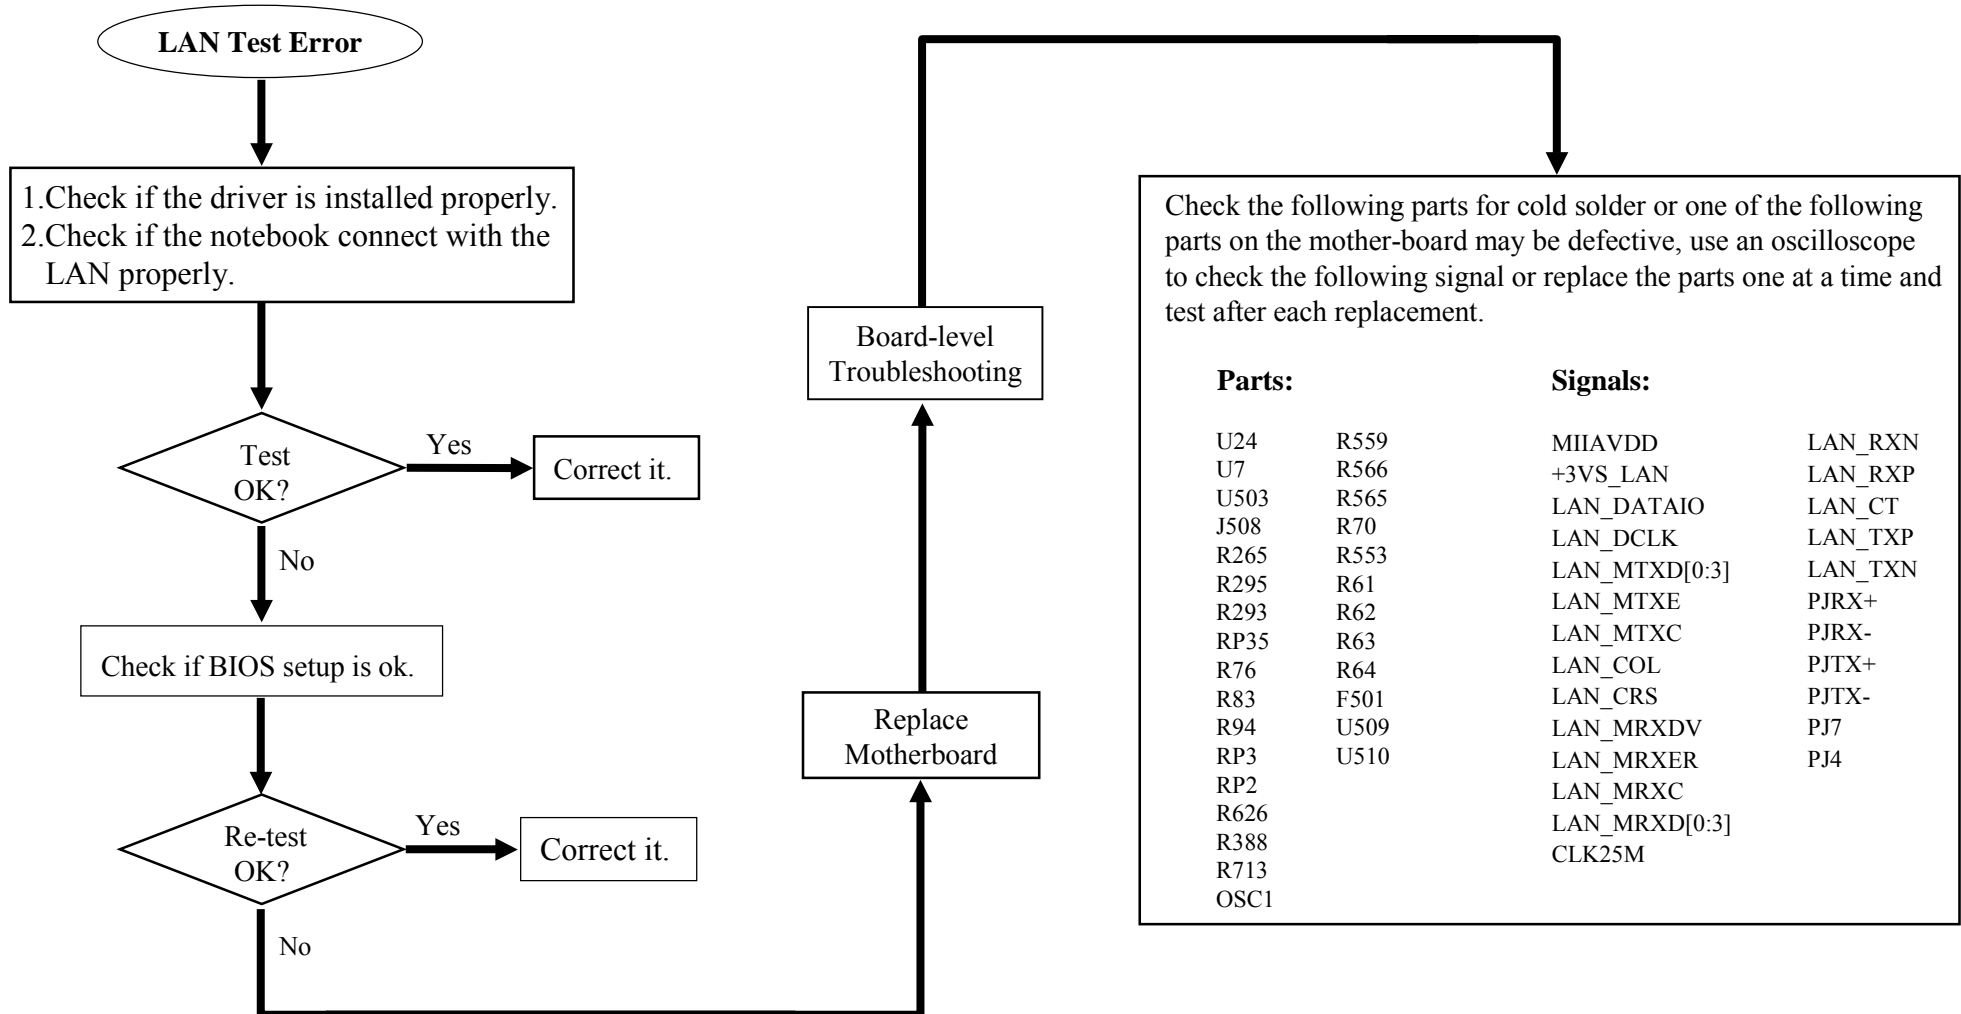 LAN Test Error
1.Check if the driver is installed properly.
2.Check if the notebook connect with the
LAN properly.
Test
OK?
Yes
Correct it.
No
Check if BIOS setup is ok.
Re-test
OK?
Yes
Correct it.
No
Replace
Motherboard
Board-level
Troubleshooting
Check the following parts for cold solder or one of the following
parts on the mother-board may be defective, use an oscilloscope
to check the following signal or replace the parts one at a time and
test after each replacement.
Parts:
U24
U7
U503
J508
R265
R295
R293
RP35
R76
R83
R94
RP3
RP2
R626
R388
R713
OSC1
R559
R566
R565
R70
R553
R61
R62
R63
R64
F501
U509
U510
Signals:
MIIAVDD
+3VS_LAN
LAN_DATAIO
LAN_DCLK
LAN_MTXD[0:3]
LAN_MTXE
LAN_MTXC
LAN_COL
LAN_CRS
LAN_MRXDV
LAN_MRXER
LAN_MRXC
LAN_MRXD[0:3]
CLK25M
LAN_RXN
LAN_RXP
LAN_CT
LAN_TXP
LAN_TXN
PJRX+
PJRX-
PJTX+
PJTX-
PJ7
PJ4